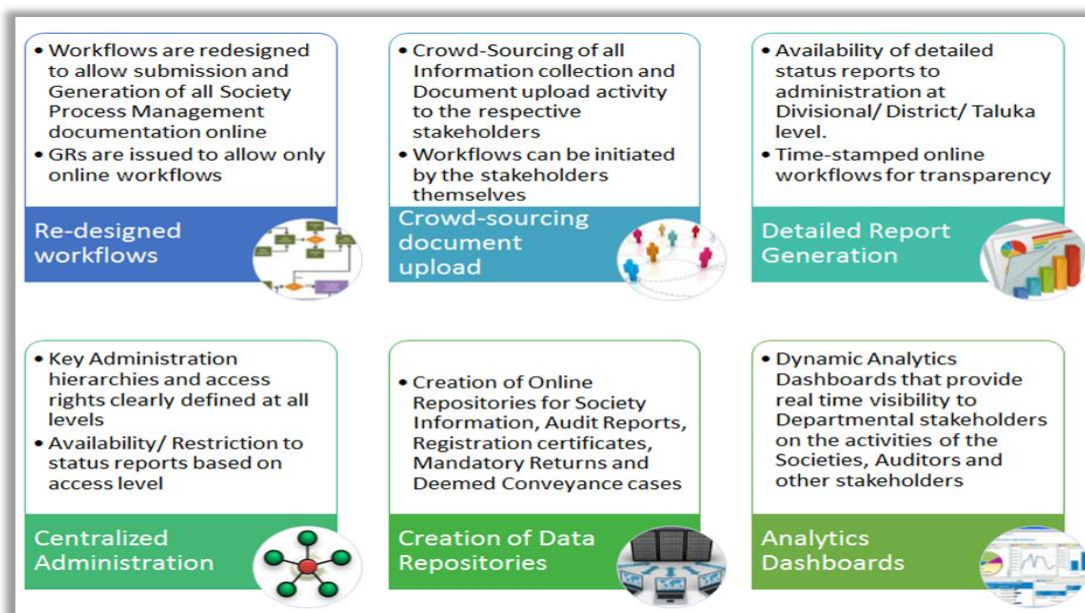 • Workflows are redesigned
to allow submission and
Generation of all Society
Process Management
documentation online
• GRs are issued to allow only
online workflows
Re-designed
workflows
• Crowd-Sourcing of all
Information collection and
Document upload activity
to the respective
stakeholders
• Workflows can be initiated
by the stakeholders
themselves
Crowd-sourcing
document
upload
• Availability of detailed
status reports to
administration at
Divisional/ District/ Taluka
level.
• Time-stamped online
workflows for transparency
Detailed Report
Generation
• Key Administration
hierarchies and access
rights clearly defined at all
levels
• Availability/ Restriction to
status reports based on
access level
Centralized
Administration
• Creation of Online
Repositories for Society
Information, Audit Reports,
Registration certificates,
Mandatory Returns and
Deemed Conveyance cases
Creation of Data
Repositories
• Dynamic Analytics
Dashboards that provide
real time visibility to
Departmental stakeholders
on the activities of the
Societies, Auditors and
other stakeholders
Analytics
Dashboards